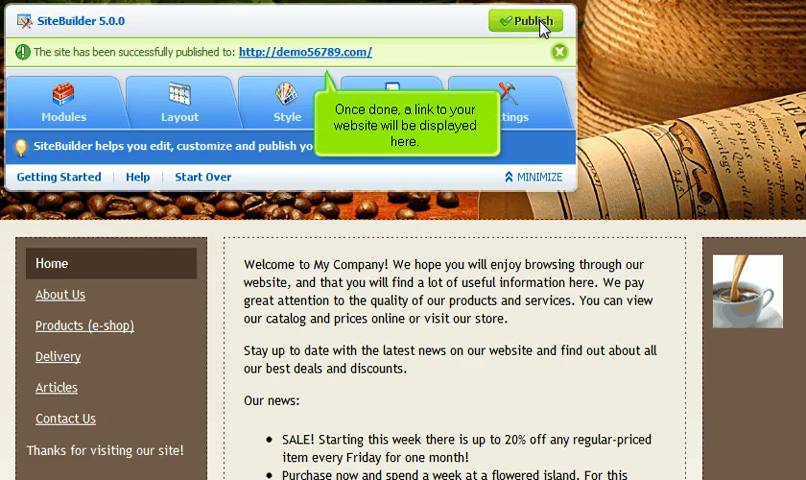 SiteBuilder 5.0.0
Publish
The site has been successfully published to: http://demo56789.com/
Modules
Layout
Style
Once done, a link to your
website will be displayed
here.
SiteBuilder helps you edit, customize and publish
Getting Started | Help | Start Over
MINIMIZE
Home
About Us
Products (e-shop)
Delivery
Articles
Contact Us
Thanks for visiting our site!
Welcome to My Company! We hope you will enjoy browsing through our
website, and that you will find a lot of useful information here. We pay
great attention to the quality of our products and services. You can view
our catalog and prices online or visit our store.
Stay up to date with the latest news on our website and find out about all
our best deals and discounts.
Our news:
• SALE! Starting this week there is up to 20% off any regular-priced
item every Friday for one month!
• Purchase now and spend a week at a flowered island. For this